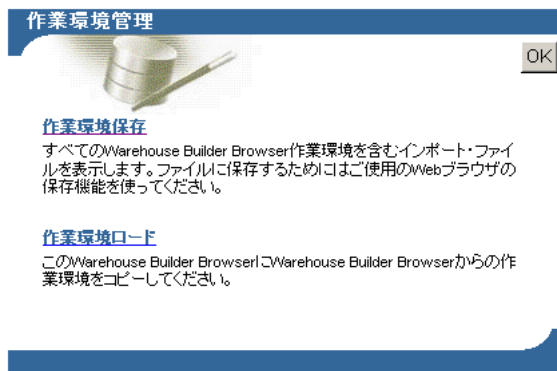 作業環境管理
OK
作業環境保存
すべてのWarehouse Builder Browser作業環境を含むインポート・ファイ
ルを表示します。ファイルに保存するためにはご使用のWebブラウザの
保存機能を使ってください。
作業環境ロード
このWarehouse Builder BrowserにWarehouse Builder Browserからの作
業環境をコピーしてください。